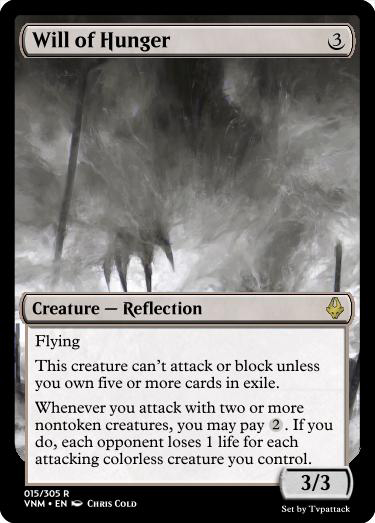 Will of Hunger 3
Creature — Reflection
Flying
This creature can't attack or block unless
you own five or more cards in exile.
Whenever you attack with two or more
nontoken creatures, you may pay 2. If you
do, each opponent loses 1 life for each
attacking colorless creature you control.
3/3
015/305 R
VNM • EN Chris Cold
Set by Tvpattack